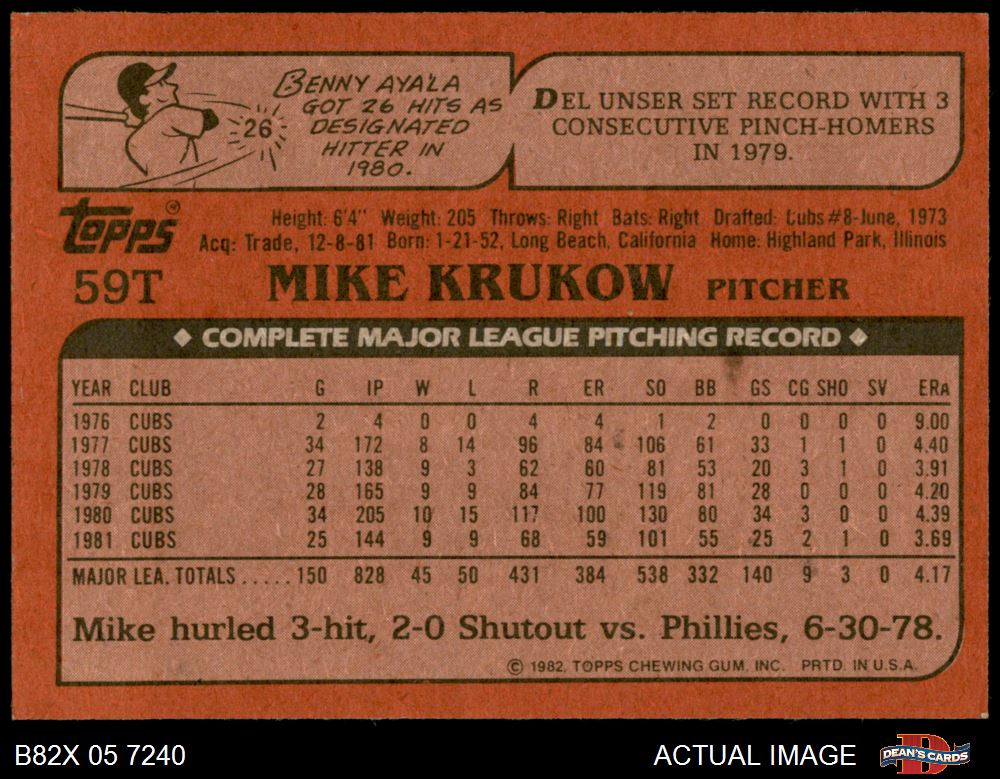 BENNY AYALA
GOT 26 HITS AS
DESIGNATED
HITTER IN
1980.
26
DEL UNSER SET RECORD WITH 3
CONSECUTIVE PINCH-HOMERS
IN 1979.
topps®
Height: 6'4" Weight: 205 Throws: Right Bats: Right Drafted: Cubs #8-June, 1973
Acq: Trade, 12-8-81 Born: 1-21-52, Long Beach, California Home: Highland Park, Illinois
59T MIKE KRUKOW PITCHER
◆ COMPLETE MAJOR LEAGUE PITCHING RECORD ◆
YEAR CLUB G IP W L R ER SO BB GS CG SHO SV ERA
1976 CUBS 2 4 0 0 4 4 1 2 0 0 0 0 9.00
1977 CUBS 34 172 8 14 96 84 106 61 33 1 1 0 4.40
1978 CUBS 27 138 9 3 62 60 81 53 20 3 1 0 3.91
1979 CUBS 28 165 9 9 84 77 119 81 28 0 0 0 4.20
1980 CUBS 34 205 10 15 117 100 130 80 34 3 0 0 4.39
1981 CUBS 25 144 9 9 68 59 101 55 25 2 1 0 3.69
MAJOR LEA. TOTALS.....150 828 45 50 431 384 538 332 140 9 3 0 4.17
Mike hurled 3-hit, 2-0 Shutout vs. Phillies, 6-30-78.
© 1982. TOPPS CHEWING GUM, INC. PRTD. IN U.S.A.
B82X 05 7240 ACTUAL IMAGE DEAN'S CARDS